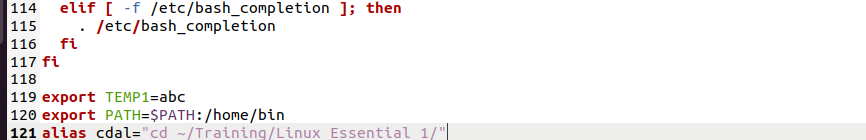 114 elif [ -f /etc/bash_completion ]; then
115 . /etc/bash_completion
116 fi
117 fi
118
119 export TEMP1=abc
120 export PATH=$PATH:/home/bin
121 alias cdal="cd ~/Training/Linux Essential 1/"